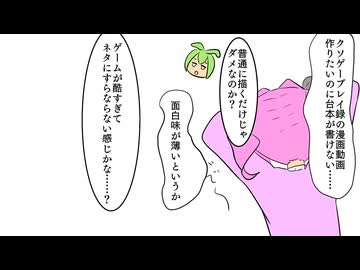 クソゲープレイ録の漫画動画
作りたいのに台本が書けない……
普通に描くだけじゃ
ダメなのか？
面白味が薄いというか
ゲームが酷すぎて
ネタにすらならない感じかな……？